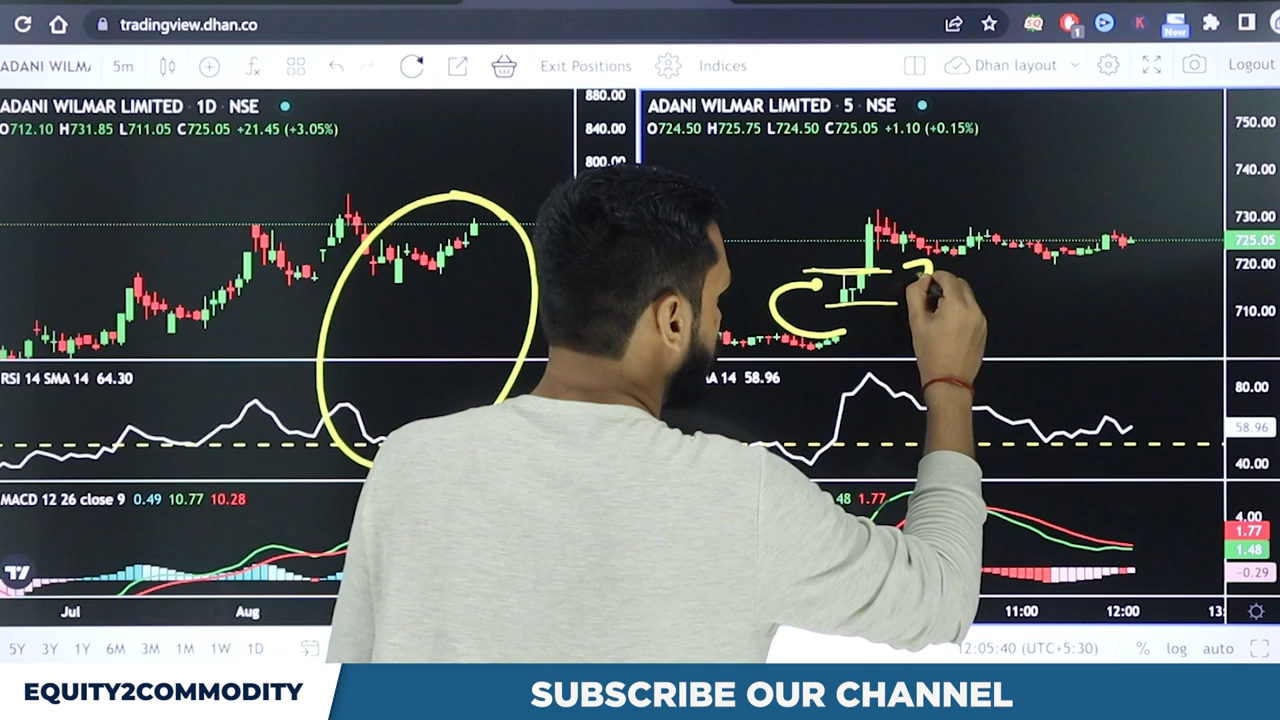 tradingview.dhan.co
1
K
New
ADANI WILM
5m
Exit Positions
Indices
Dhan layout
Logout
ADANI WILMAR LIMITED · 1D · NSE
O712.10 H731.85 L711.05 C725.05 +21.45 (+3.05%)
880.00
840.00
800.00
ADANI WILMAR LIMITED · 5 · NSE
O724.50 H725.75 L724.50 C725.05 +1.10 (+0.15%)
750.00
740.00
730.00
725.05
720.00
710.00
RSI 14 SMA 14 64.30
A 14 58.96
80.00
58.96
40.00
MACD 12 26 close 9 0.49 10.77 10.28
48 1.77
4.00
1.77
1.48
-0.29
Jul
Aug
11:00
12:00
13:
5Y 3Y 1Y 6M 3M 1M 1W 1D
12:05:40 (UTC+5:30)
% log auto
EQUITY2COMMODITY
SUBSCRIBE OUR CHANNEL